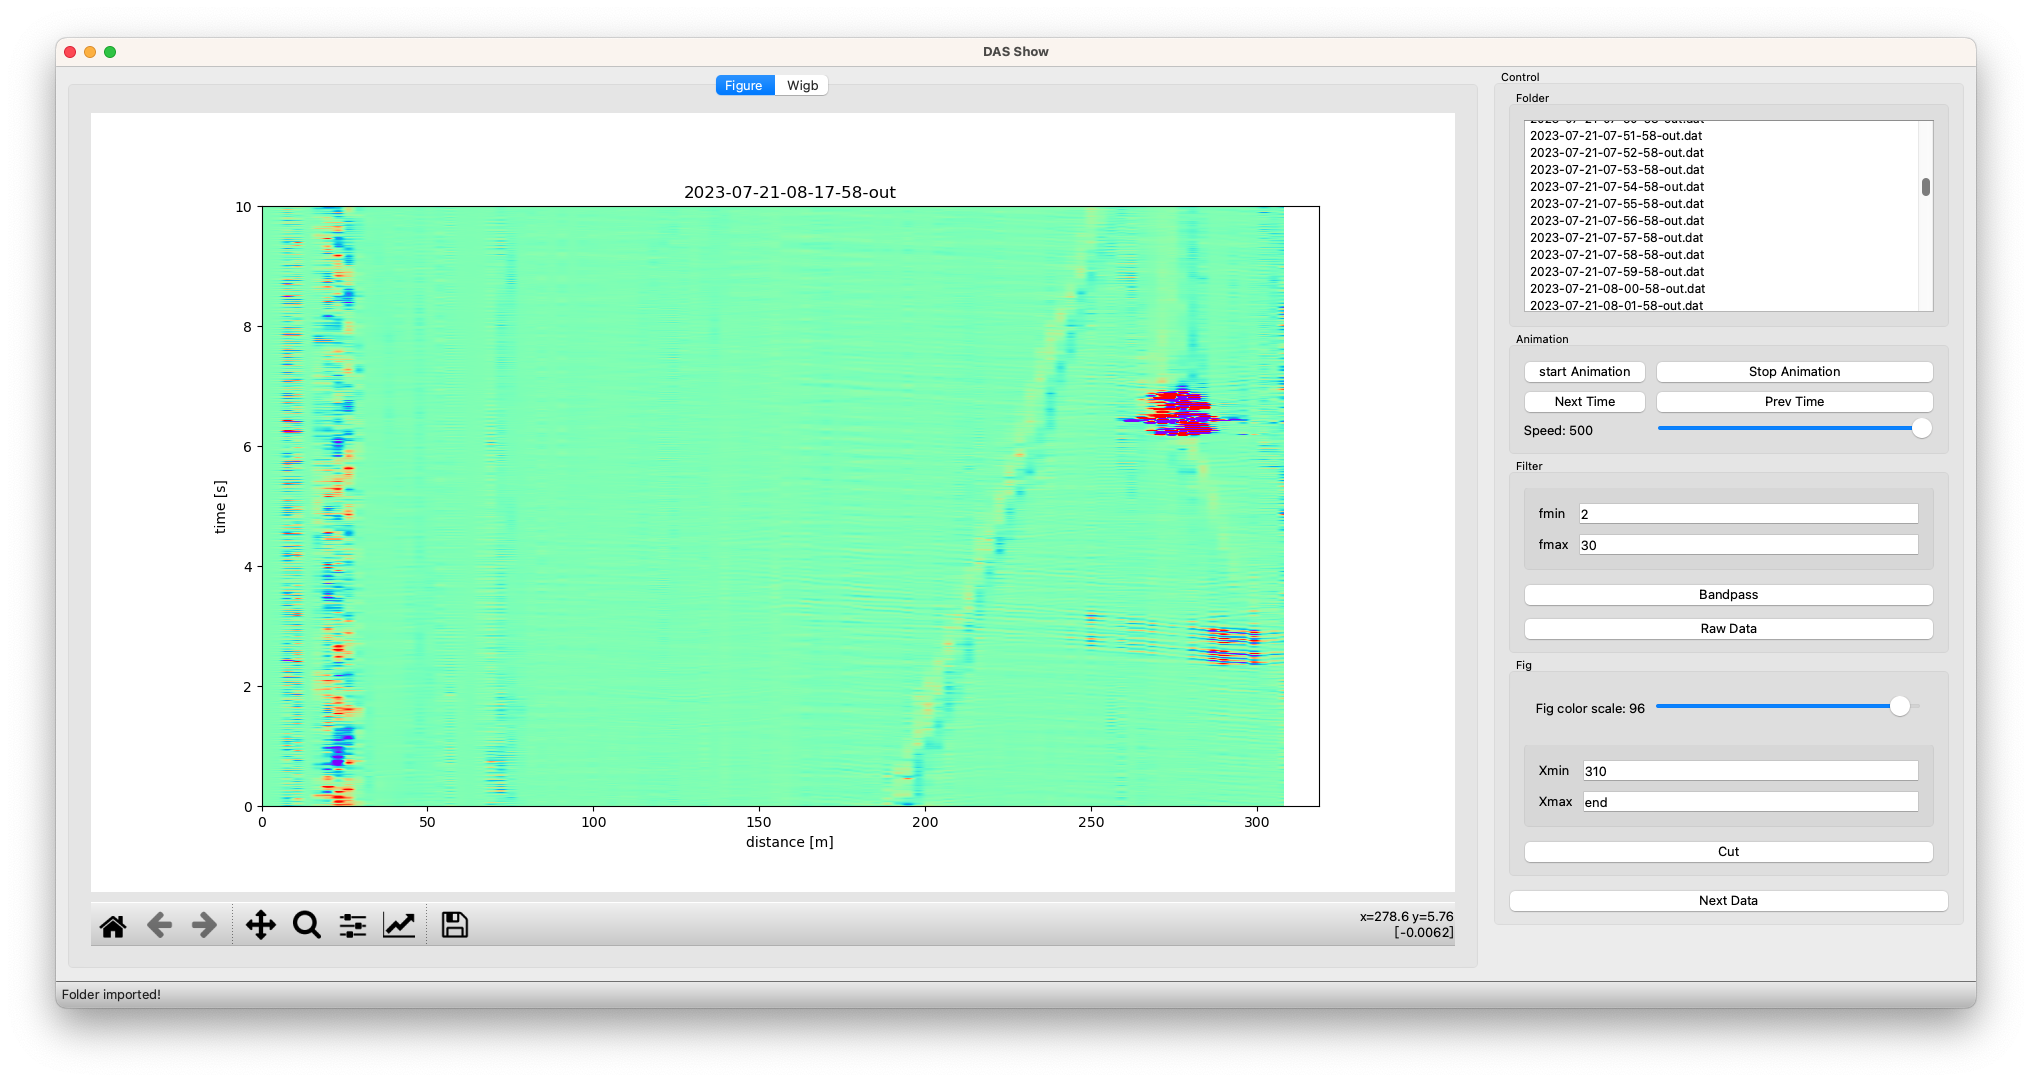 DAS Show
Figure Wigb
2023-07-21-08-17-58-out
10
8
6
4
2
0
time [s]
0 50 100 150 200 250 300
distance [m]
x=278.6 y=5.76
[-0.0062]
Folder imported!
Control
Folder
2023-07-21-07-51-58-out.dat
2023-07-21-07-52-58-out.dat
2023-07-21-07-53-58-out.dat
2023-07-21-07-54-58-out.dat
2023-07-21-07-55-58-out.dat
2023-07-21-07-56-58-out.dat
2023-07-21-07-57-58-out.dat
2023-07-21-07-58-58-out.dat
2023-07-21-07-59-58-out.dat
2023-07-21-08-00-58-out.dat
2023-07-21-08-01-58-out.dat
Animation
start Animation Stop Animation
Next Time Prev Time
Speed: 500
Filter
fmin 2
fmax 30
Bandpass
Raw Data
Fig
Fig color scale: 96
Xmin 310
Xmax end
Cut
Next Data